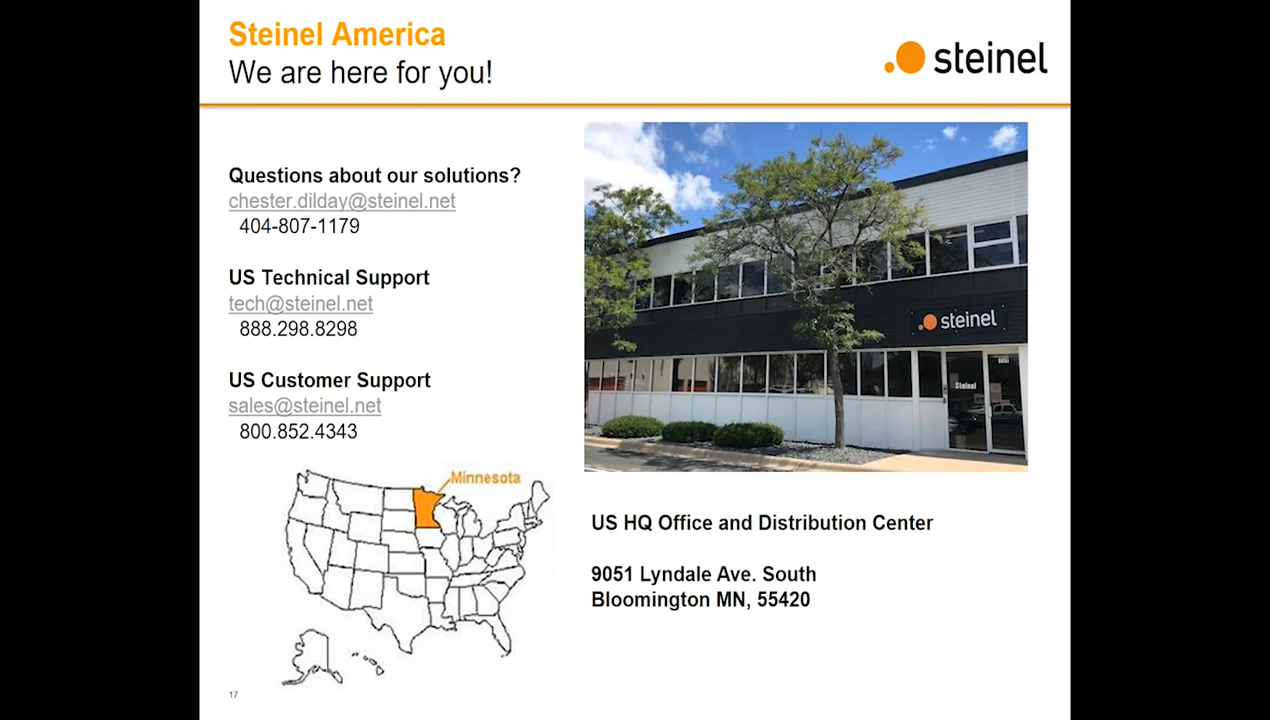 Steinel America
We are here for you!
steinel
Questions about our solutions?
chester.dilday@steinel.net
404-807-1179
US Technical Support
tech@steinel.net
888.298.8298
US Customer Support
sales@steinel.net
800.852.4343
Minnesota
steinel
9051
Steinel
US HQ Office and Distribution Center
9051 Lyndale Ave. South
Bloomington MN, 55420
17